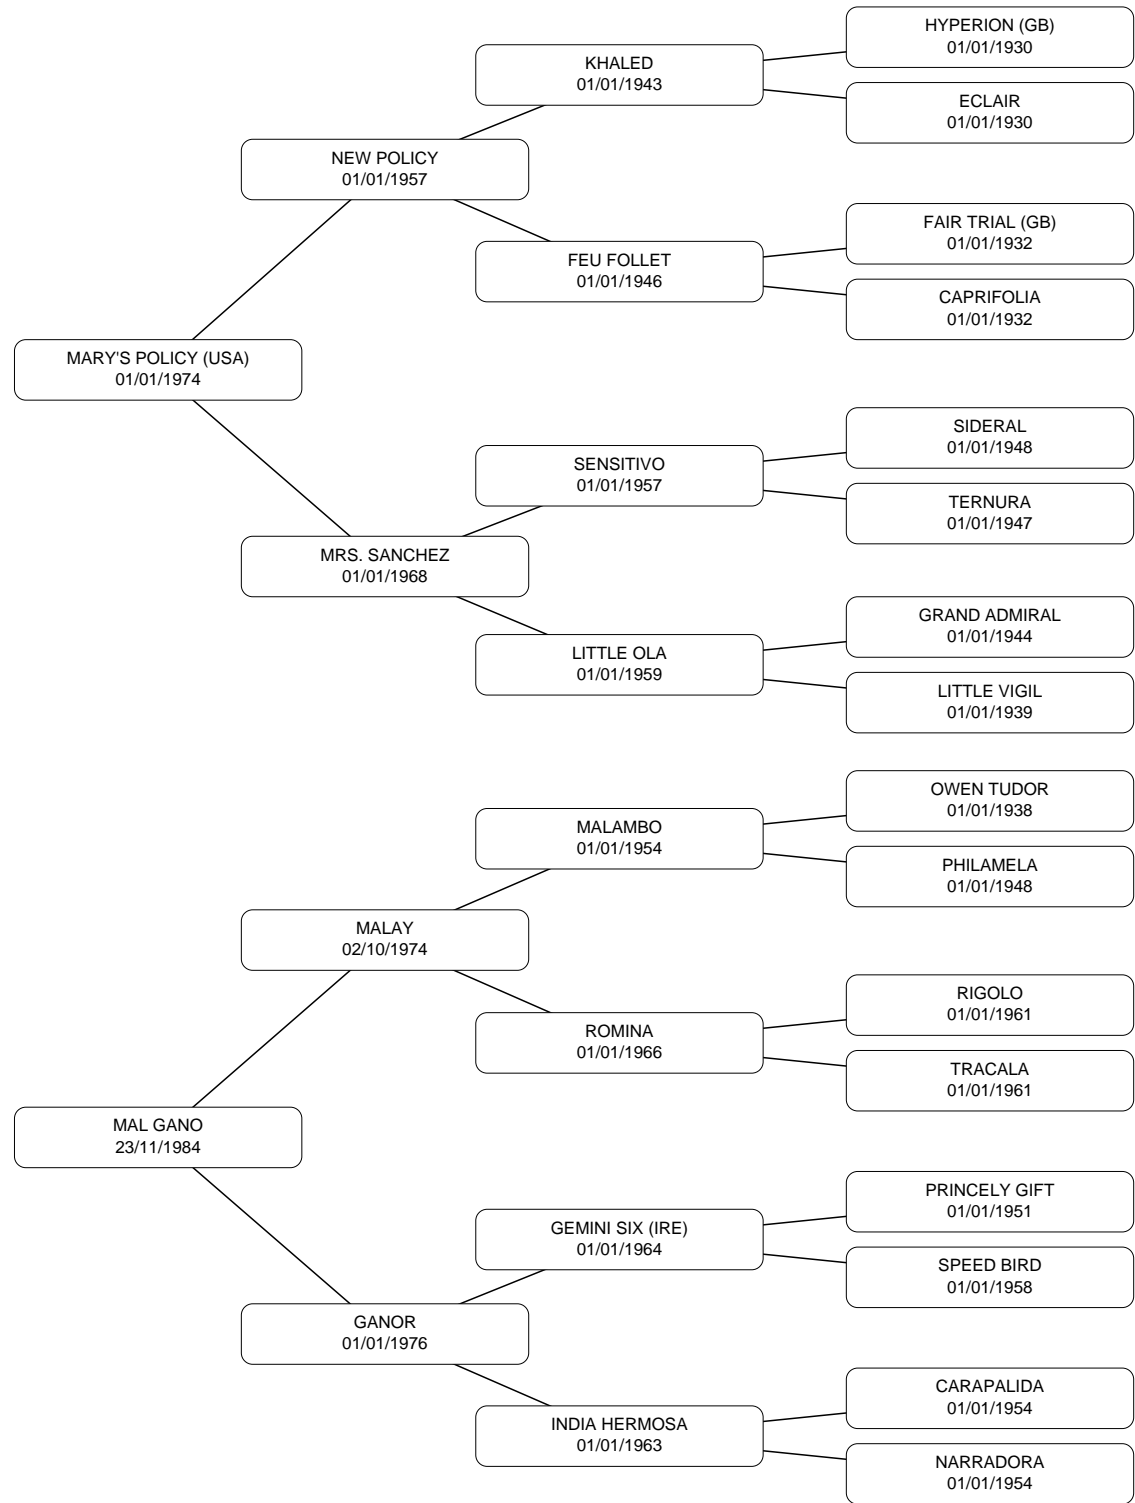 HYPERION (GB)
01/01/1930
KHALED
01/01/1943
ECLAIR
01/01/1930
NEW POLICY
01/01/1957
FAIR TRIAL (GB)
01/01/1932
FEU FOLLET
01/01/1946
CAPRIFOLIA
01/01/1932
MARY'S POLICY (USA)
01/01/1974
SIDERAL
01/01/1948
SENSITIVO
01/01/1957
TERNURA
01/01/1947
MRS. SANCHEZ
01/01/1968
GRAND ADMIRAL
01/01/1944
LITTLE OLA
01/01/1959
LITTLE VIGIL
01/01/1939
OWEN TUDOR
01/01/1938
MALAMBO
01/01/1954
PHILAMELA
01/01/1948
MALAY
02/10/1974
RIGOLO
01/01/1961
ROMINA
01/01/1966
TRACALA
01/01/1961
MAL GANO
23/11/1984
PRINCELY GIFT
01/01/1951
GEMINI SIX (IRE)
01/01/1964
SPEED BIRD
01/01/1958
GANOR
01/01/1976
CARAPALIDA
01/01/1954
INDIA HERMOSA
01/01/1963
NARRADORA
01/01/1954